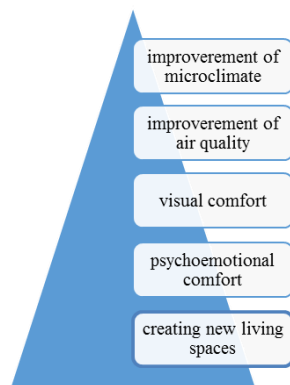 improverement of
microclimate
improverement of
air quality
visual comfort
psychoemotional
comfort
creating new living
spaces